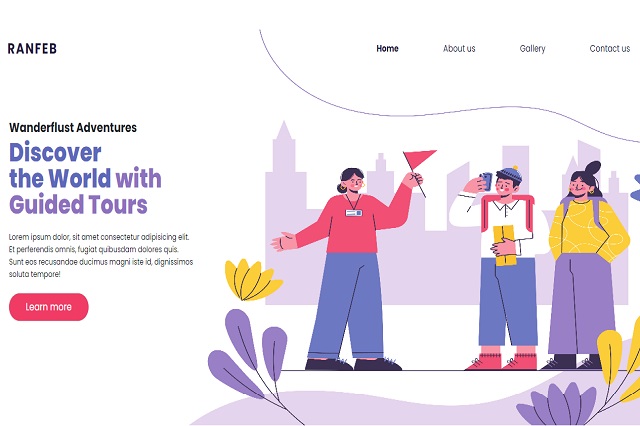 RANFEB
Home About us Gallery Contact us
Wanderflust Adventures
Discover
the World with
Guided Tours
Lorem ipsum dolor, sit amet consectetur adipisicing elit.
Et perferendis omnis, fugiat quibusdam dolores quis.
Sunt eos recusandae ducimus magni iste id, dignissimos
soluta tempore!
Learn more